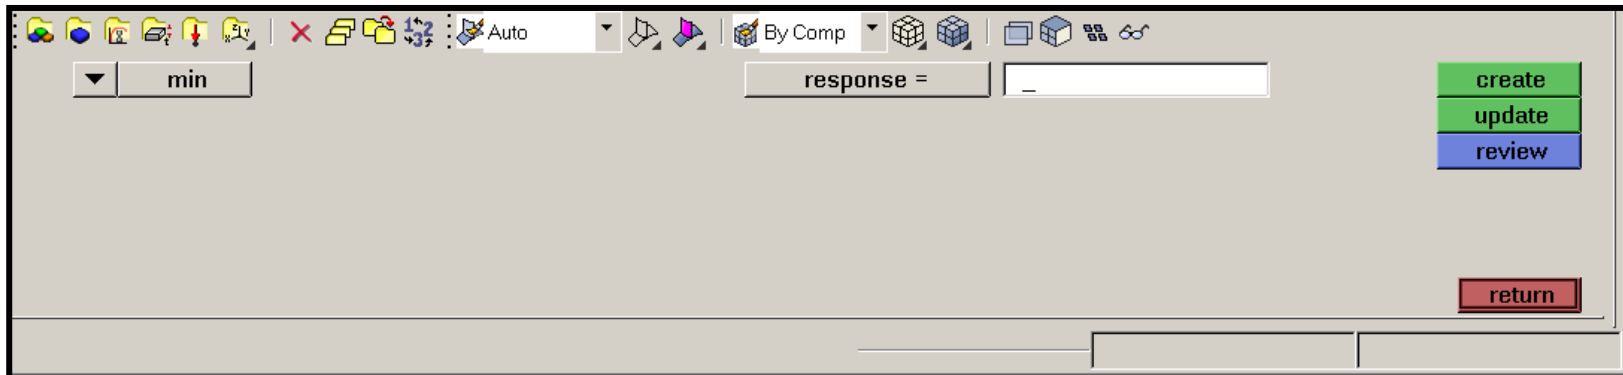 Auto By Comp
min response = _ create
update
review
return